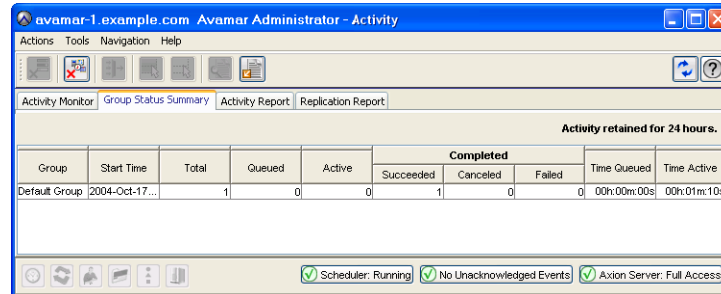 avamar-1.example.com Avamar Administrator - Activity
Actions Tools Navigation Help
Activity Monitor Group Status Summary Activity Report Replication Report
Activity retained for 24 hours.
Group Start Time Total Queued Active Completed Time Queued Time Active
Succeeded Canceled Failed
Default Group 2004-Oct-17... 1 0 0 1 0 0 00h:00m:00s 00h:01m:10s
Scheduler: Running No Unacknowledged Events Axion Server: Full Access